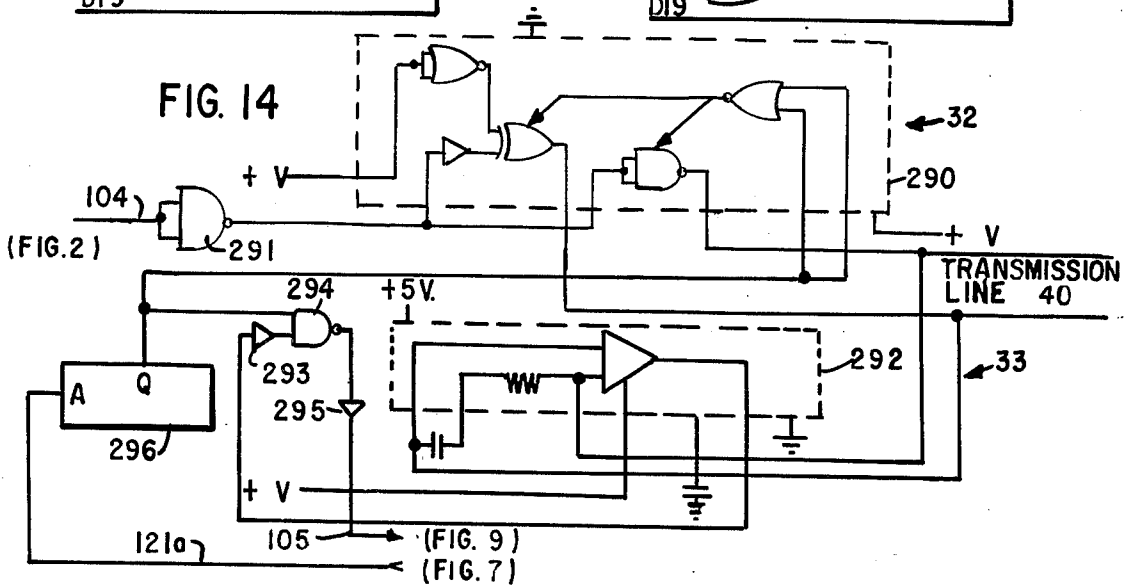 D19
FIG. 14
+ V
32
104
290
(FIG.2)
291
+ V
TRANSMISSION
LINE 40
294
+5V.
293
292
33
A
Q
295
296
+ V
105
(FIG. 9)
121a
(FIG. 7)